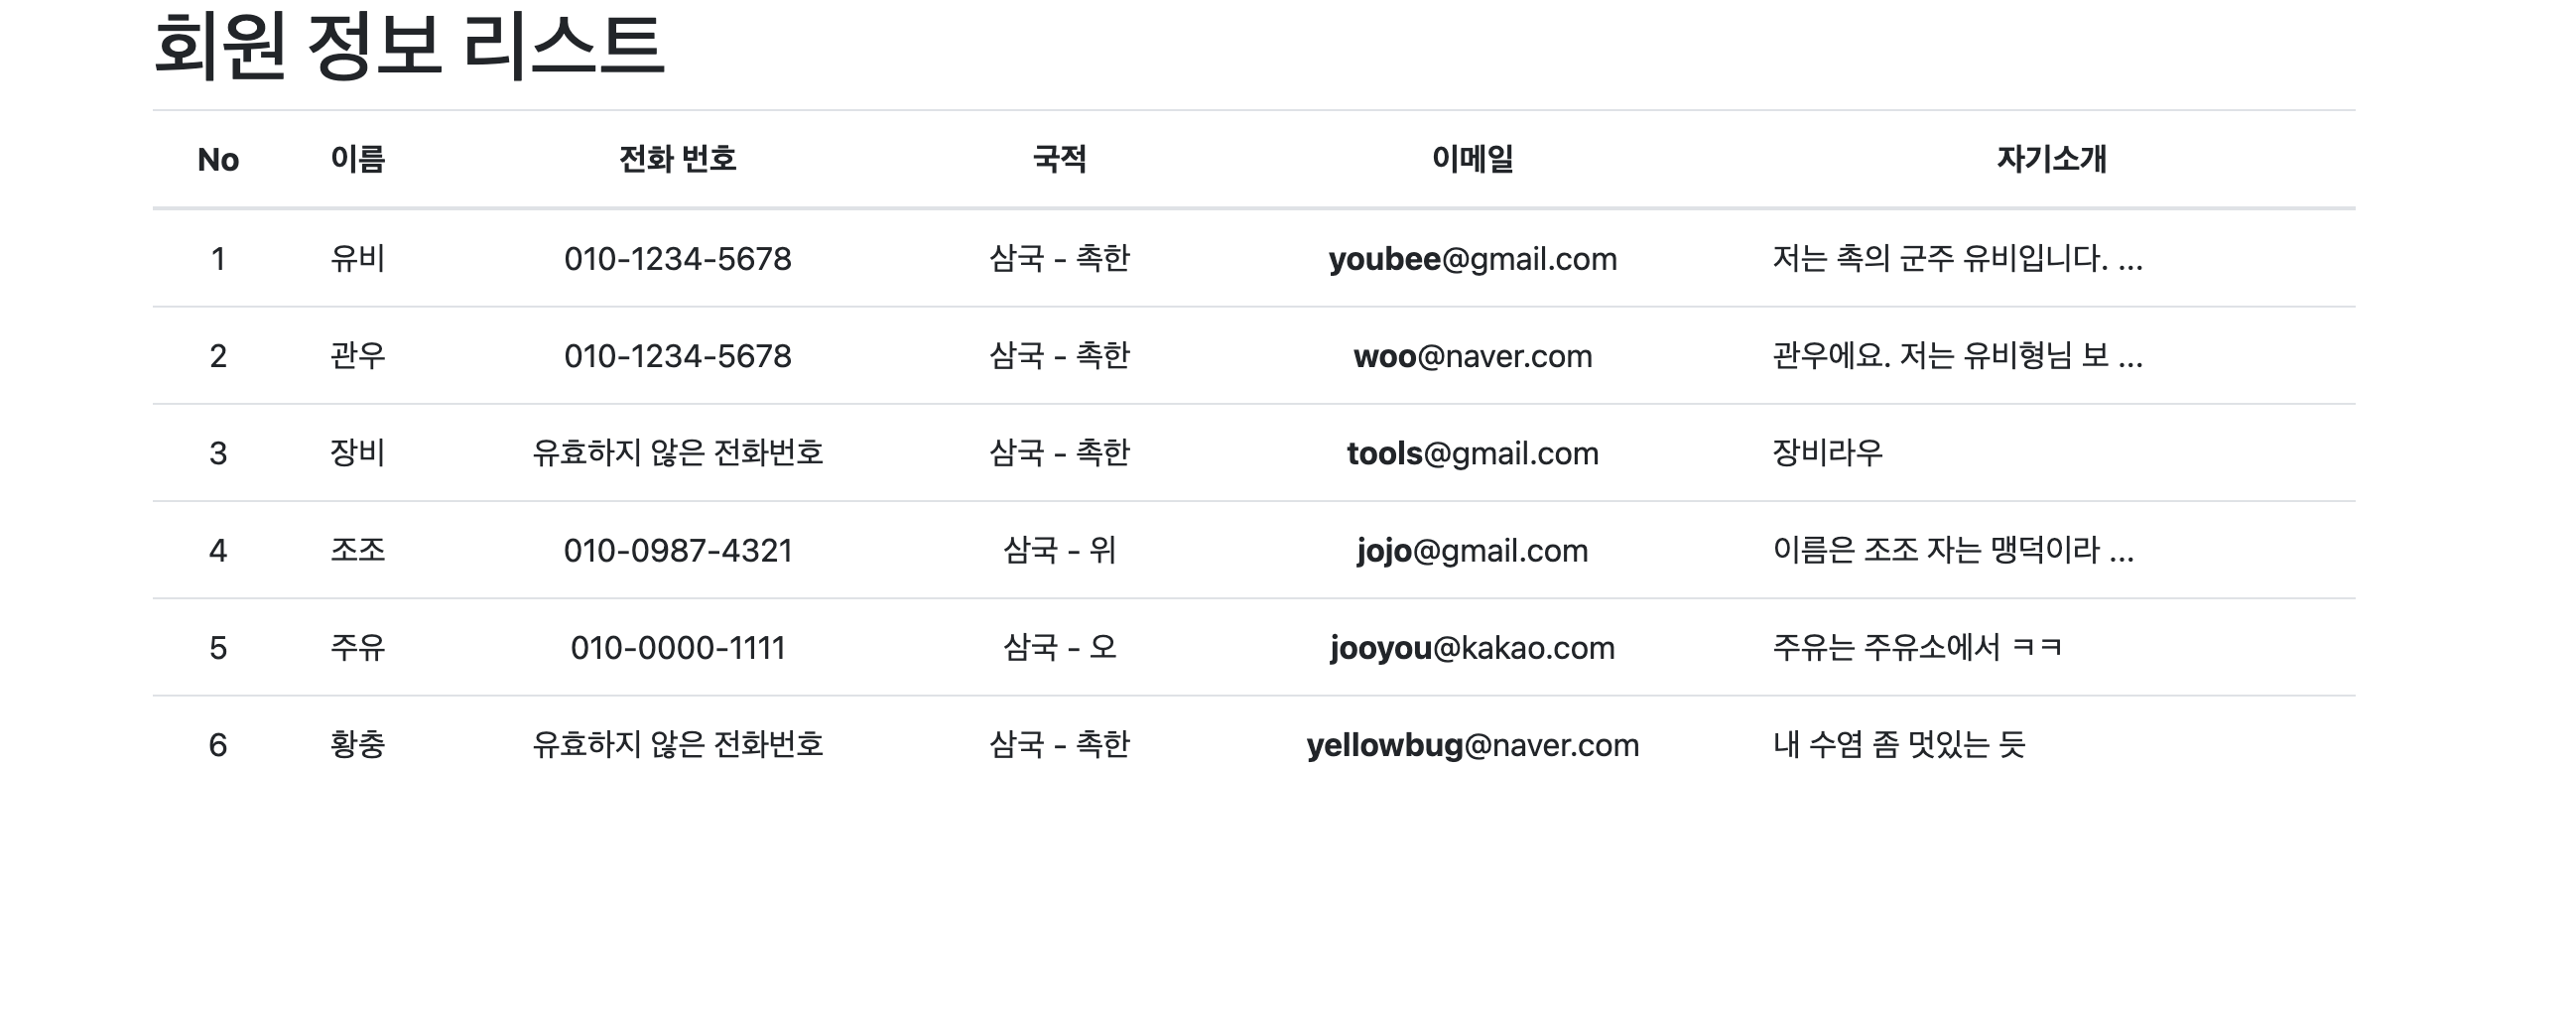 회원 정보 리스트
No 이름 전화 번호 국적 이메일 자기소개
1 유비 010-1234-5678 삼국 - 촉한 youbee@gmail.com 저는 촉의 군주 유비입니다. ...
2 관우 010-1234-5678 삼국 - 촉한 woo@naver.com 관우에요. 저는 유비형님 보 ...
3 장비 유효하지 않은 전화번호 삼국 - 촉한 tools@gmail.com 장비라우
4 조조 010-0987-4321 삼국 - 위 jojo@gmail.com 이름은 조조 자는 맹덕이라 ...
5 주유 010-0000-1111 삼국 - 오 jooyou@kakao.com 주유는 주유소에서 ㅋㅋ
6 황충 유효하지 않은 전화번호 삼국 - 촉한 yellowbug@naver.com 내 수염 좀 멋있는 듯